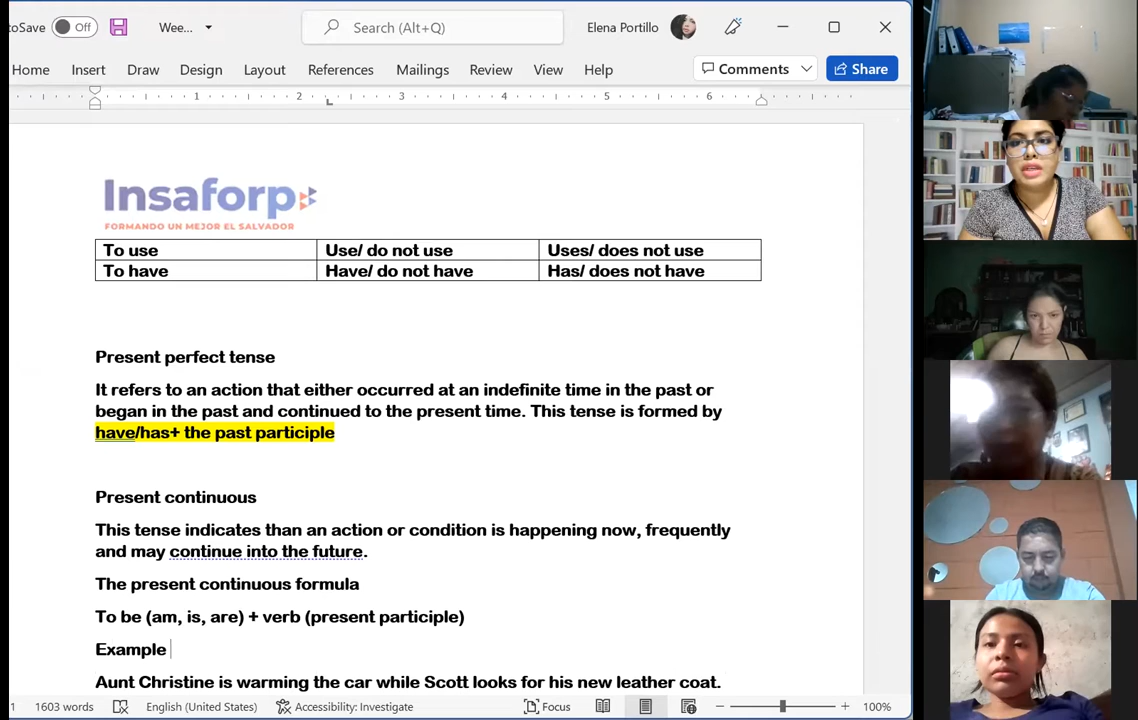 toSave Off Wee... Search (Alt+Q) Elena Portillo
Home Insert Draw Design Layout References Mailings Review View Help Comments Share
1 2 3 4 5 6
Insaforp
FORMANDO UN MEJOR EL SALVADOR
To use Use/ do not use Uses/ does not use
To have Have/ do not have Has/ does not have
Present perfect tense
It refers to an action that either occurred at an indefinite time in the past or
began in the past and continued to the present time. This tense is formed by
have/has+ the past participle
Present continuous
This tense indicates than an action or condition is happening now, frequently
and may continue into the future.
The present continuous formula
To be (am, is, are) + verb (present participle)
Example
Aunt Christine is warming the car while Scott looks for his new leather coat.
1 1603 words English (United States) Accessibility: Investigate Focus 100%